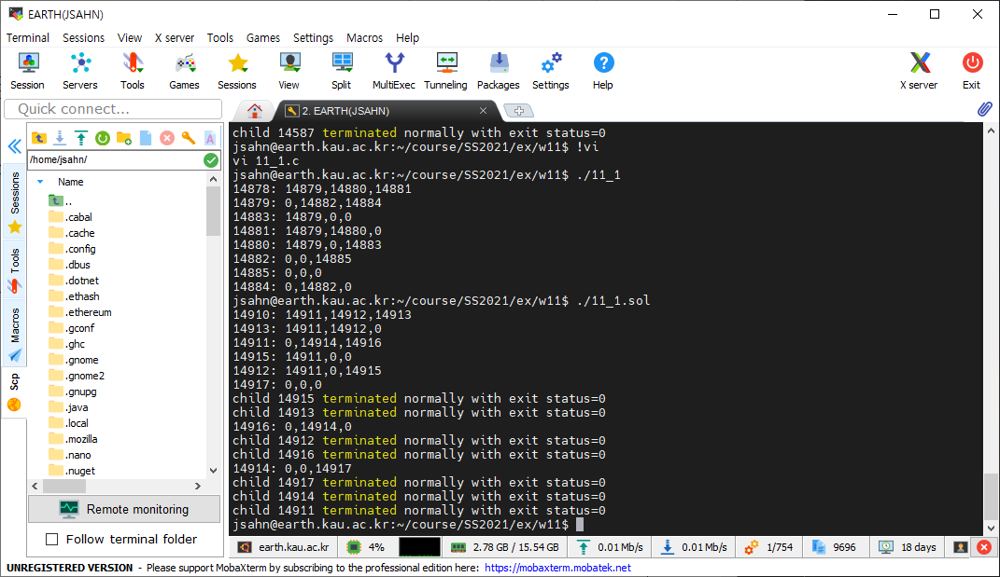 EARTH(JSAHN)
Terminal Sessions View X server Tools Games Settings Macros Help
Session Servers Tools Games Sessions View Split MultiExec Tunneling Packages Settings Help X server Exit
Quick connect...
2. EARTH(JSAHN)
/home/jsahn/
Name
..
.cabal
.cache
.config
.dbus
.dotnet
.ethash
.ethereum
.gconf
.ghc
.gnome
.gnome2
.gnupg
.java
.local
.mozilla
.nano
.nuget
Sessions
Tools
Macros
Scp
Remote monitoring
Follow terminal folder
child 14587 terminated normally with exit status=0
jsahn@earth.kau.ac.kr:~/course/SS2021/ex/w11$ !vi
vi 11_1.c
jsahn@earth.kau.ac.kr:~/course/SS2021/ex/w11$ ./11_1
14878: 14879,14880,14881
14879: 0,14882,14884
14883: 14879,0,0
14881: 14879,14880,0
14880: 14879,0,14883
14882: 0,0,14885
14885: 0,0,0
14884: 0,14882,0
jsahn@earth.kau.ac.kr:~/course/SS2021/ex/w11$ ./11_1.sol
14910: 14911,14912,14913
14913: 14911,14912,0
14911: 0,14914,14916
14915: 14911,0,0
14912: 14911,0,14915
14917: 0,0,0
child 14915 terminated normally with exit status=0
child 14913 terminated normally with exit status=0
14916: 0,14914,0
child 14912 terminated normally with exit status=0
child 14916 terminated normally with exit status=0
14914: 0,0,14917
child 14917 terminated normally with exit status=0
child 14914 terminated normally with exit status=0
child 14911 terminated normally with exit status=0
jsahn@earth.kau.ac.kr:~/course/SS2021/ex/w11$
earth.kau.ac.kr 4% 2.78 GB / 15.54 GB 0.01 Mb/s 0.01 Mb/s 1/754 9696 18 days
UNREGISTERED VERSION - Please support MobaXterm by subscribing to the professional edition here: https://mobaxterm.mobatek.net